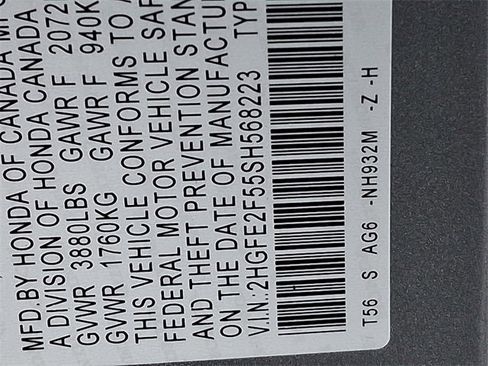 MFD.BY HONDA OF CANADA MF
A DIVISION OF HONDA CANADA
GVWR 3880LBS GAWR F 2072
GVWR 1760KG GAWR F 940K
THIS VEHICLE CONFORMS TO A
FEDERAL MOTOR VEHICLE SAF
AND THEFT PREVENTION STAN
ON THE DATE OF MANUFACTU
V.I.N.:2HGFE2F55SH568223 TYP
T56 S AG6 -NH932M -Z -H